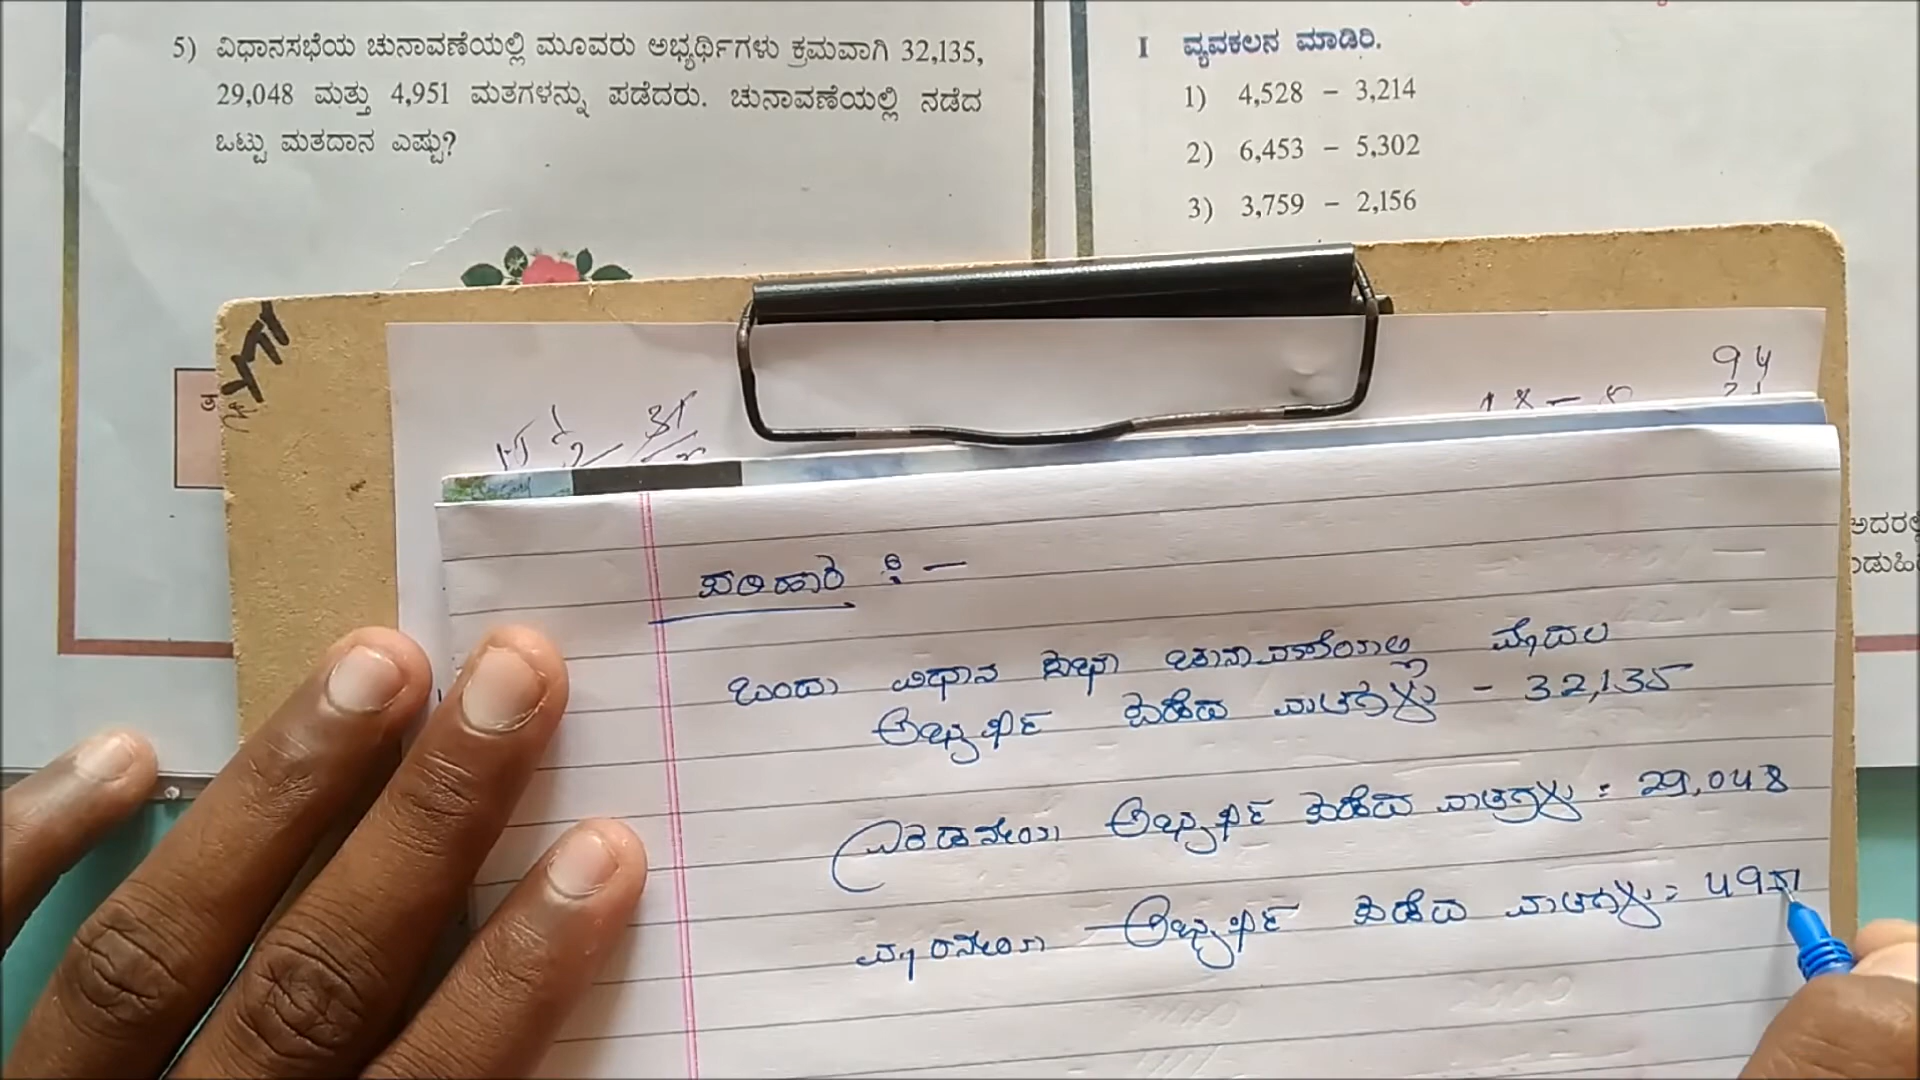 5) ವಿಧಾನಸಭೆಯ ಚುನಾವಣೆಯಲ್ಲಿ ಮೂವರು ಅಭ್ಯರ್ಥಿಗಳು ಕ್ರಮವಾಗಿ 32,135,
29,048 ಮತ್ತು 4,951 ಮತಗಳನ್ನು ಪಡೆದರು. ಚುನಾವಣೆಯಲ್ಲಿ ನಡೆದ
ಒಟ್ಟು ಮತದಾನ ಎಷ್ಟು?
I ವ್ಯವಕಲನ ಮಾಡಿರಿ.
1) 4,528 – 3,214
2) 6,453 – 5,302
3) 3,759 – 2,156
94
ಪರಿಹಾರ :–
ಒಂದು ವಿಧಾನ ಸಭಾ ಚುನಾವಣೆಯಲ್ಲಿ ಮೊದಲ
ಅಭ್ಯರ್ಥಿ ಪಡೆದ ಮತಗಳು - 32,135
ಎರಡನೇಯ ಅಭ್ಯರ್ಥಿ ಪಡೆದ ಮತಗಳು = 29,048
ಮೂರನೇಯ ಅಭ್ಯರ್ಥಿ ಪಡೆದ ಮತಗಳು = 4951